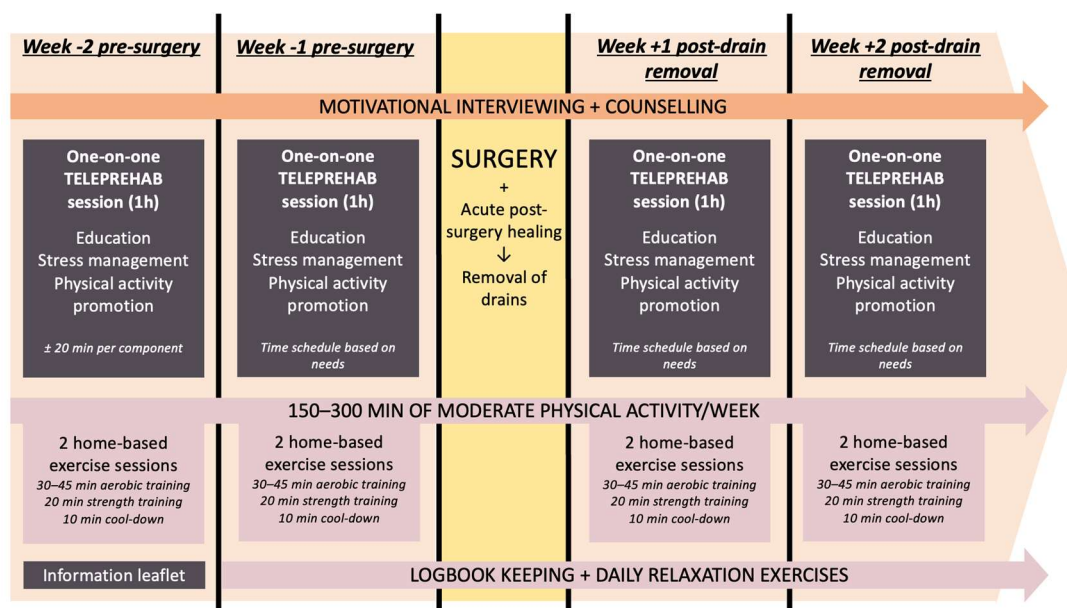 Week -2 pre-surgery
Week -1 pre-surgery
Week +1 post-drain
removal
Week +2 post-drain
removal
MOTIVATIONAL INTERVIEWING + COUNSELLING
One-on-one
TELEPREHAB
session (1h)
Education
Stress management
Physical activity
promotion
± 20 min per component
One-on-one
TELEPREHAB
session (1h)
Education
Stress management
Physical activity
promotion
Time schedule based on
needs
SURGERY
+
Acute post-
surgery healing
↓
Removal of
drains
One-on-one
TELEPREHAB
session (1h)
Education
Stress management
Physical activity
promotion
Time schedule based on
needs
One-on-one
TELEPREHAB
session (1h)
Education
Stress management
Physical activity
promotion
Time schedule based on
needs
150–300 MIN OF MODERATE PHYSICAL ACTIVITY/WEEK
2 home-based
exercise sessions
30–45 min aerobic training
20 min strength training
10 min cool-down
2 home-based
exercise sessions
30–45 min aerobic training
20 min strength training
10 min cool-down
2 home-based
exercise sessions
30–45 min aerobic training
20 min strength training
10 min cool-down
2 home-based
exercise sessions
30–45 min aerobic training
20 min strength training
10 min cool-down
Information leaflet
LOGBOOK KEEPING + DAILY RELAXATION EXERCISES